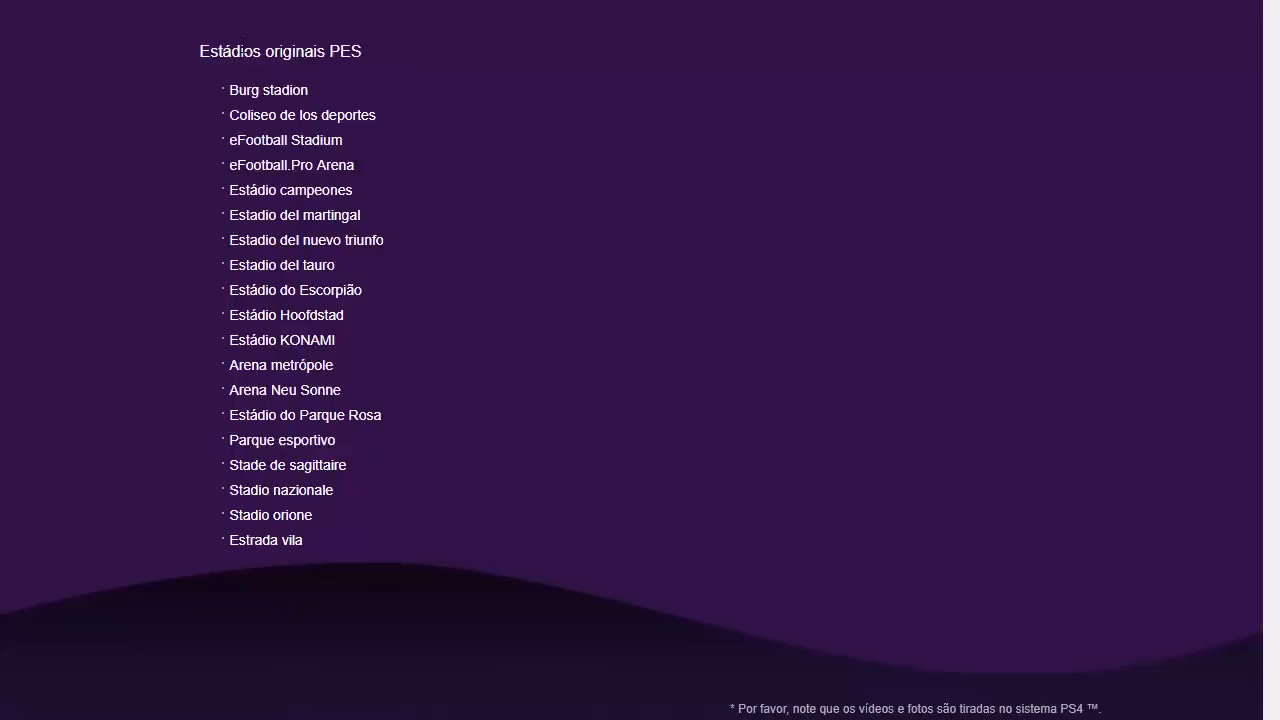 Estádios originais PES
· Burg stadion
· Coliseo de los deportes
· eFootball Stadium
· eFootball.Pro Arena
· Estádio campeones
· Estadio del martingal
· Estadio del nuevo triunfo
· Estadio del tauro
· Estádio do Escorpião
· Estádio Hoofdstad
· Estádio KONAMI
· Arena metrópole
· Arena Neu Sonne
· Estádio do Parque Rosa
· Parque esportivo
· Stade de sagittaire
· Stadio nazionale
· Stadio orione
· Estrada vila
* Por favor, note que os vídeos e fotos são tiradas no sistema PS4 ™.